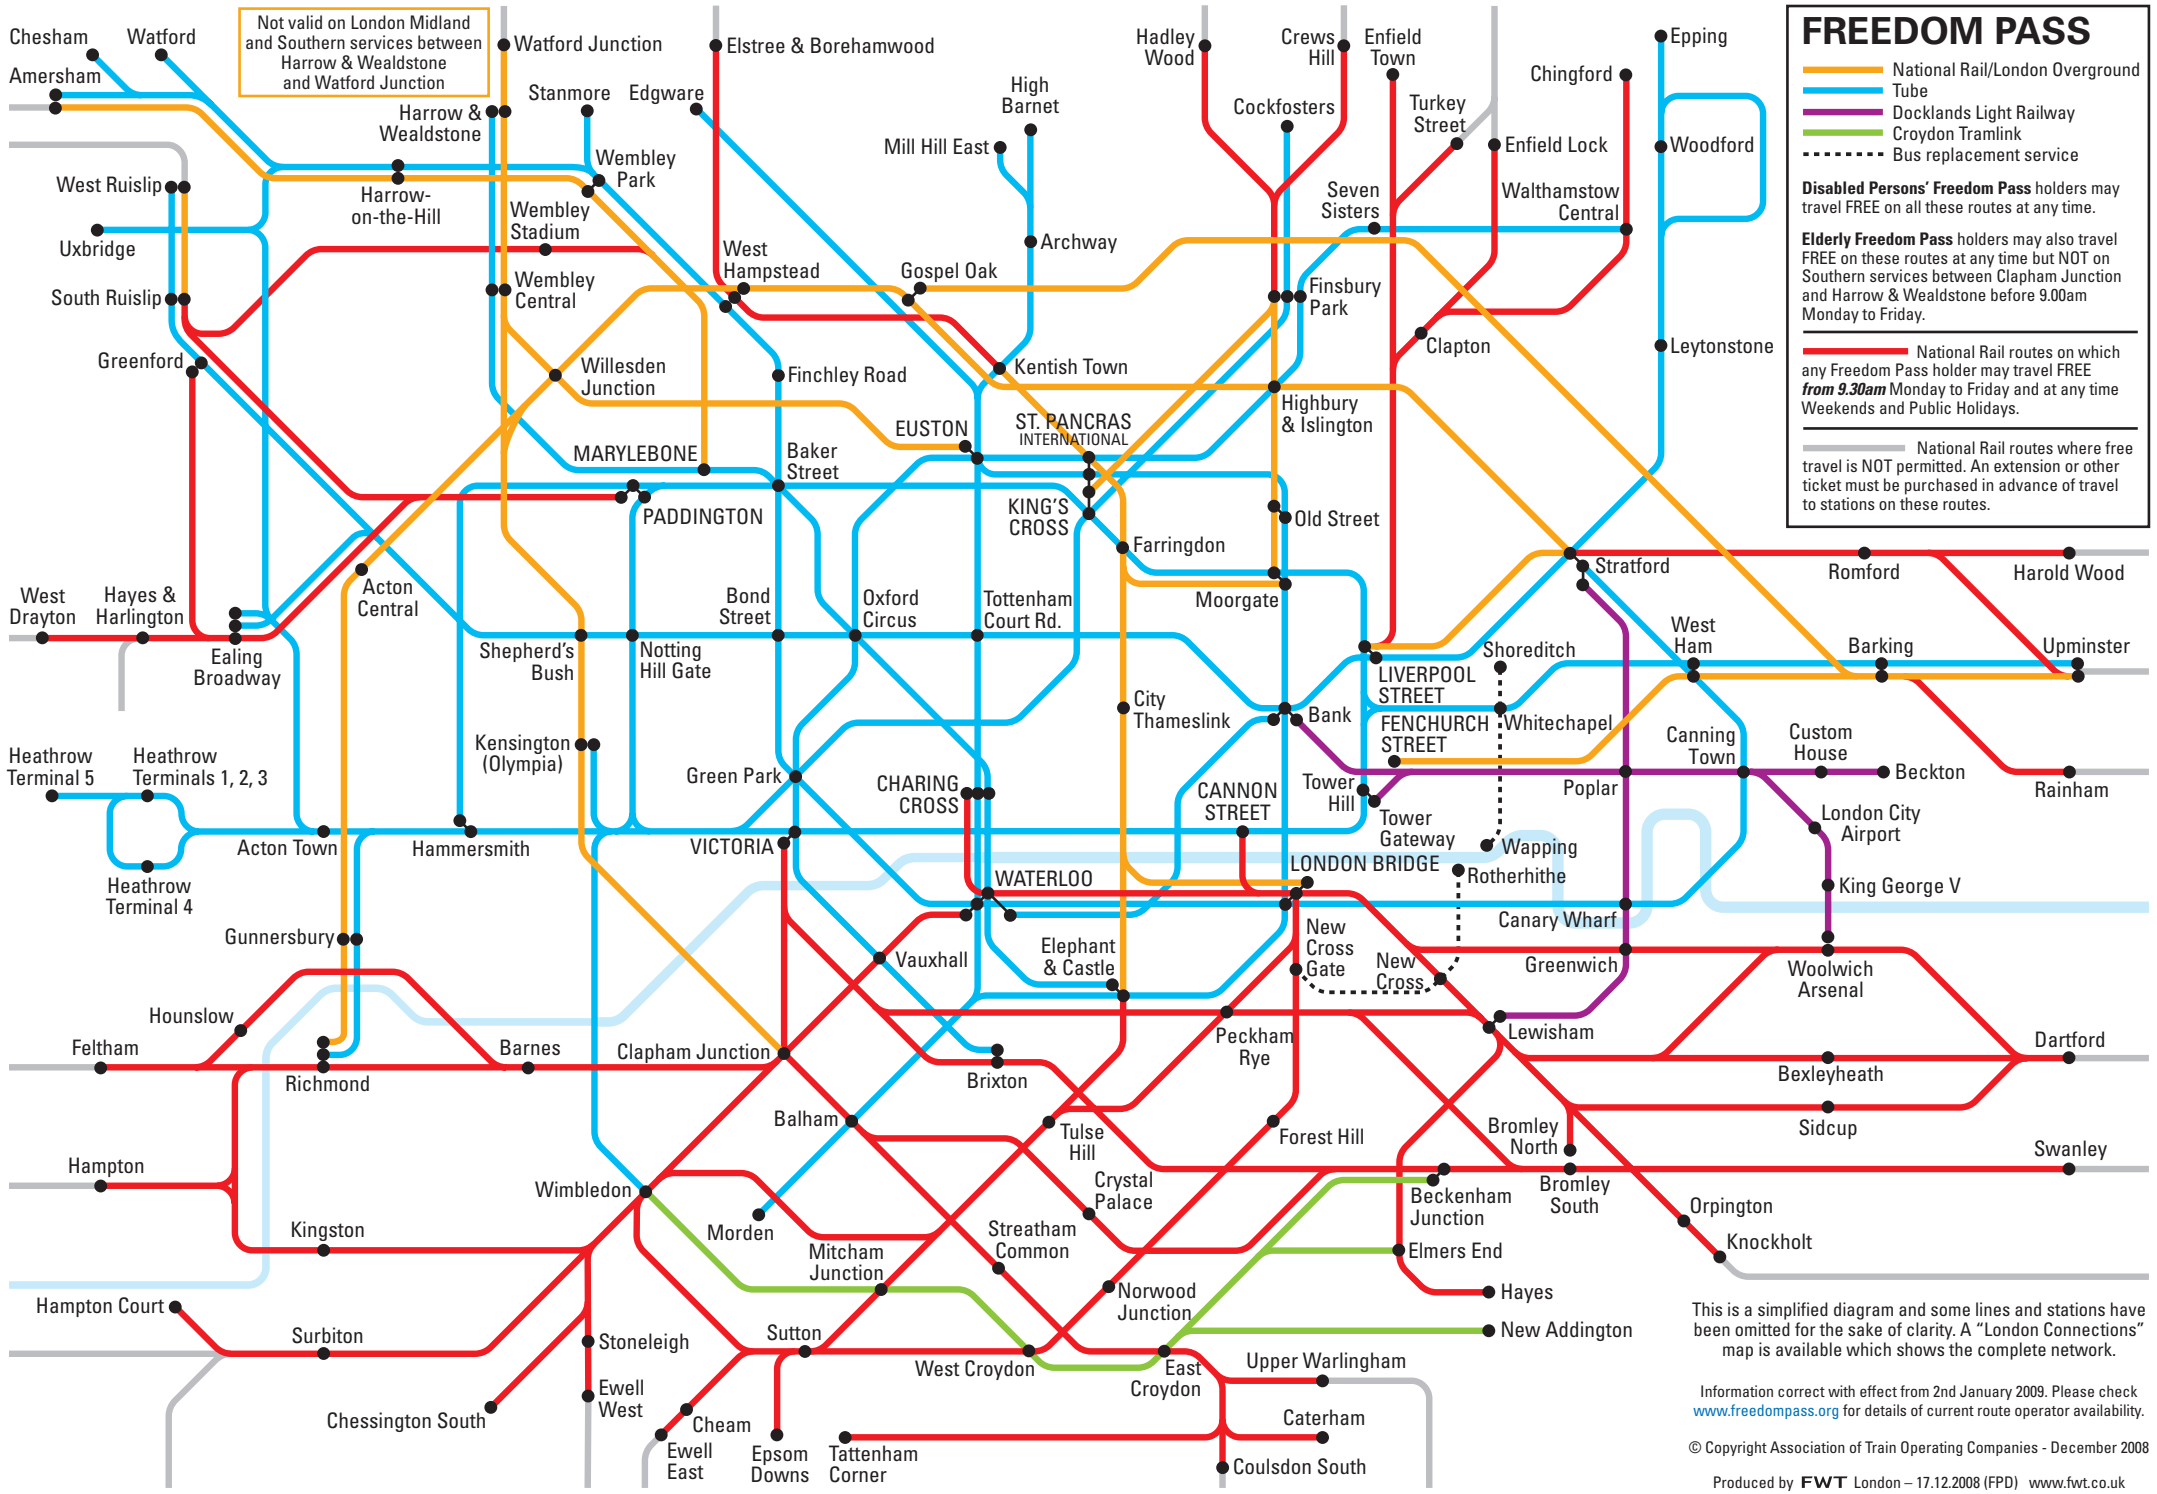 Chesham
Watford
Amersham
Not valid on London Midland
and Southern services between
Harrow & Wealdstone
and Watford Junction
Watford Junction
Elstree & Borehamwood
Hadley
Wood
Crews
Hill
Enfield
Town
Epping
Chingford
Harrow &
Wealdstone
Stanmore
Edgware
High
Barnet
Cockfosters
Turkey
Street
Mill Hill East
Enfield Lock
Woodford
West Ruislip
Harrow-
on-the-Hill
Wembley
Park
Seven
Sisters
Walthamstow
Central
Uxbridge
Wembley
Stadium
West
Hampstead
Archway
Gospel Oak
South Ruislip
Wembley
Central
Finsbury
Park
Greenford
Willesden
Junction
Finchley Road
Kentish Town
Clapton
Leytonstone
Highbury
& Islington
EUSTON
ST. PANCRAS
INTERNATIONAL
MARYLEBONE
Baker
Street
PADDINGTON
KING'S
CROSS
Old Street
Farringdon
West
Drayton
Hayes &
Harlington
Acton
Central
Bond
Street
Oxford
Circus
Tottenham
Court Rd.
Moorgate
Stratford
Romford
Harold Wood
Ealing
Broadway
Shepherd's
Bush
Notting
Hill Gate
LIVERPOOL
STREET
Shoreditch
West
Ham
Barking
Upminster
City
Thameslink
Bank
FENCHURCH
STREET
Whitechapel
Canning
Town
Custom
House
Beckton
Heathrow
Terminal 5
Heathrow
Terminals 1, 2, 3
Kensington
(Olympia)
Green Park
CHARING
CROSS
CANNON
STREET
Tower
Hill
Tower
Gateway
Poplar
Rainham
London City
Airport
Acton Town
Hammersmith
VICTORIA
Wapping
Heathrow
Terminal 4
WATERLOO
LONDON BRIDGE
Rotherhithe
King George V
Gunnersbury
Canary Wharf
Vauxhall
Elephant
& Castle
New
Cross
Gate
New
Cross
Greenwich
Woolwich
Arsenal
Hounslow
Lewisham
Feltham
Richmond
Barnes
Clapham Junction
Brixton
Peckham
Rye
Bexleyheath
Dartford
Balham
Tulse
Hill
Forest Hill
Bromley
North
Sidcup
Hampton
Wimbledon
Crystal
Palace
Beckenham
Junction
Bromley
South
Swanley
Kingston
Morden
Mitcham
Junction
Streatham
Common
Elmers End
Orpington
Knockholt
Hampton Court
Norwood
Junction
Hayes
Surbiton
Stoneleigh
Sutton
West Croydon
East
Croydon
New Addington
Upper Warlingham
Chessington South
Ewell
West
Cheam
Ewell
East
Epsom
Downs
Tattenham
Corner
Caterham
Coulsdon South
FREEDOM PASS
National Rail/London Overground
Tube
Docklands Light Railway
Croydon Tramlink
Bus replacement service
Disabled Persons' Freedom Pass holders may
travel FREE on all these routes at any time.
Elderly Freedom Pass holders may also travel
FREE on these routes at any time but NOT on
Southern services between Clapham Junction
and Harrow & Wealdstone before 9.00am
Monday to Friday.
National Rail routes on which
any Freedom Pass holder may travel FREE
from 9.30am Monday to Friday and at any time
Weekends and Public Holidays.
National Rail routes where free
travel is NOT permitted. An extension or other
ticket must be purchased in advance of travel
to stations on these routes.
This is a simplified diagram and some lines and stations have
been omitted for the sake of clarity. A “London Connections”
map is available which shows the complete network.
Information correct with effect from 2nd January 2009. Please check
www.freedompass.org for details of current route operator availability.
© Copyright Association of Train Operating Companies - December 2008
Produced by FWT London – 17.12.2008 (FPD) www.fwt.co.uk